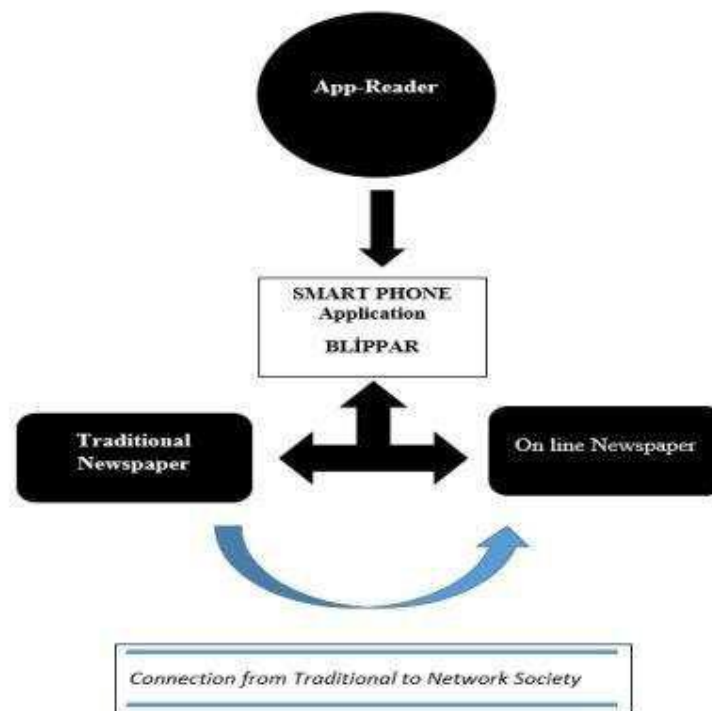 App-Reader
SMART PHONE
Application
BLİPPAR
Traditional
Newspaper
On line Newspaper
Connection from Traditional to Network Society